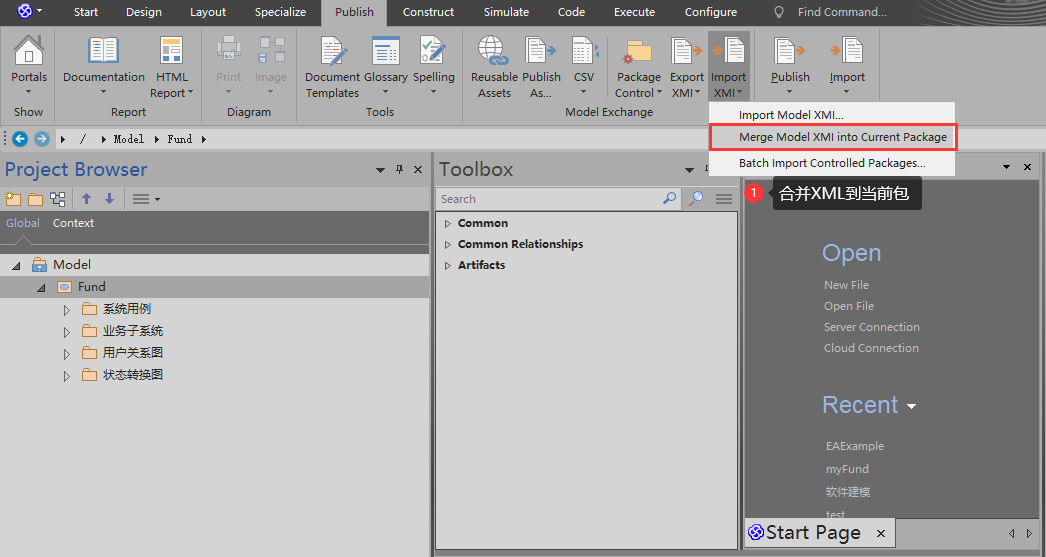 Start Design Layout Specialize Publish Construct Simulate Code Execute Configure Find Command...
Portals
Show
Documentation
HTML
Report
Report
Print
Image
Diagram
Document
Templates
Glossary
Spelling
Tools
Reusable
Assets
Publish
As...
CSV
Package
Control
Export
XMI
Import
XMI
Model Exchange
Publish
Import
Import Model XMI...
Merge Model XMI into Current Package
Batch Import Controlled Packages...
/ Model Fund
1 合并XML到当前包
Project Browser
Global Context
Model
Fund
系统用例
业务子系统
用户关系图
状态转换图
Toolbox
Search
Common
Common Relationships
Artifacts
Open
New File
Open File
Server Connection
Cloud Connection
Recent
EAExample
myFund
软件建模
test
Start Page